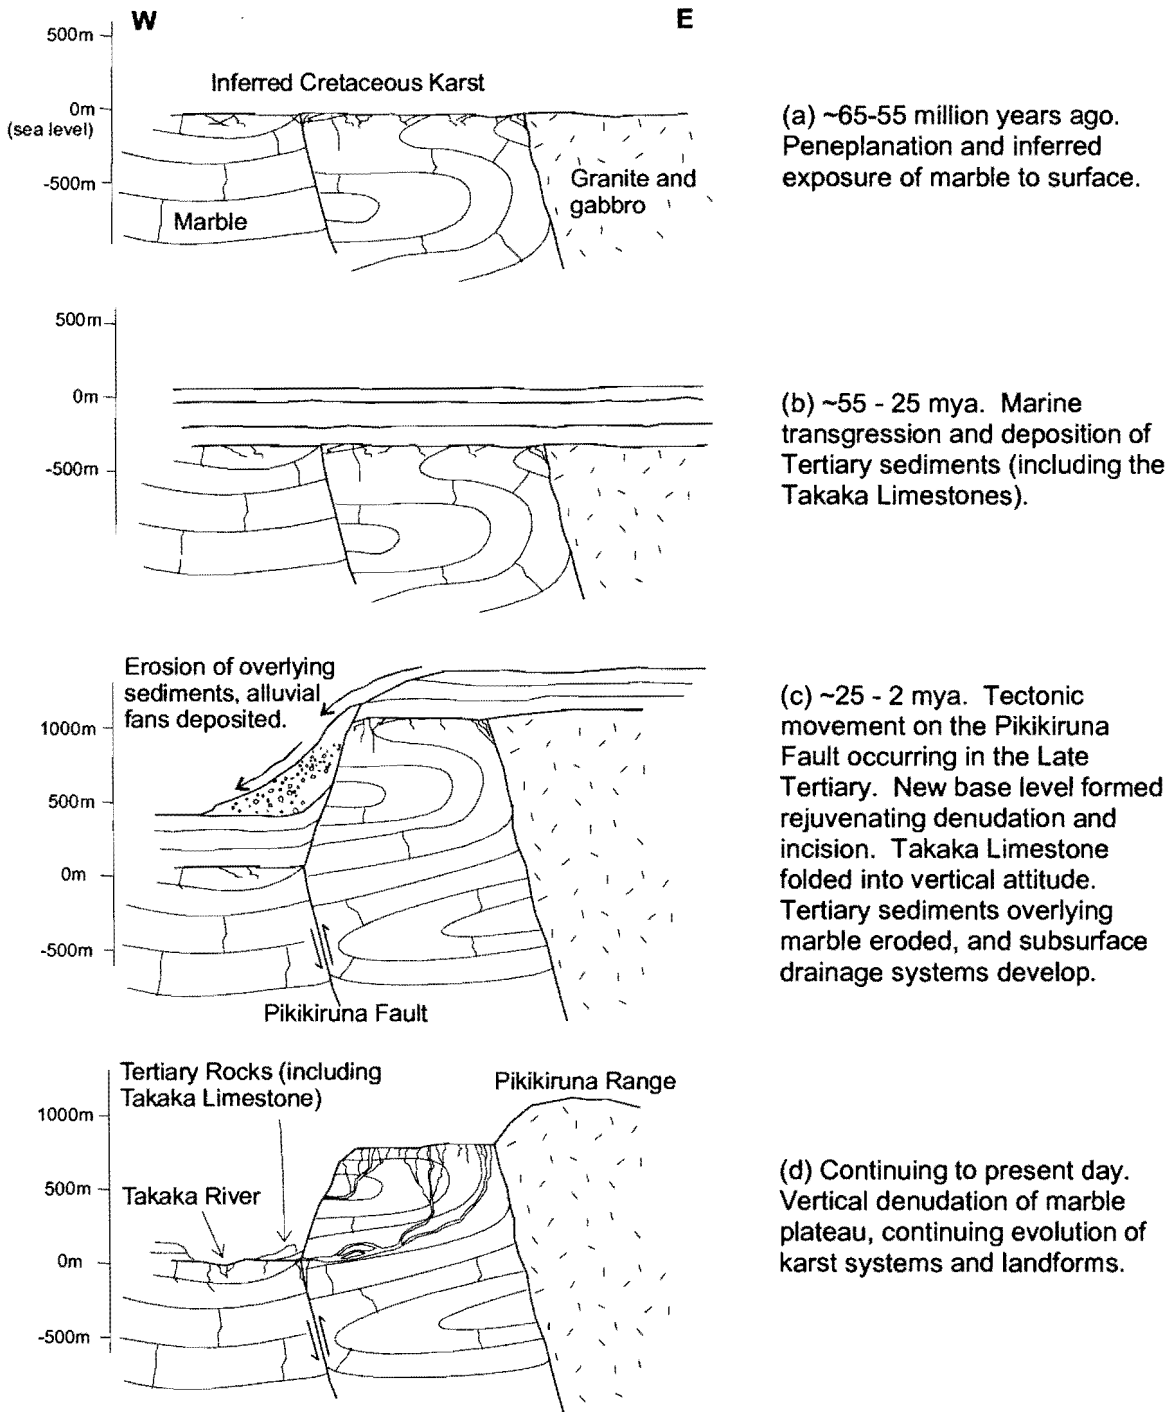 W
E
500m
Inferred Cretaceous Karst
0m
(sea level)
-500m
Granite and
gabbro
Marble
(a) ~65-55 million years ago.
Peneplanation and inferred
exposure of marble to surface.
500m
0m
-500m
(b) ~55 - 25 mya. Marine
transgression and deposition of
Tertiary sediments (including the
Takaka Limestones).
Erosion of overlying
sediments, alluvial
fans deposited.
1000m
500m
0m
-500m
Pikikiruna Fault
(c) ~25 - 2 mya. Tectonic
movement on the Pikikiruna
Fault occurring in the Late
Tertiary. New base level formed
rejuvenating denudation and
incision. Takaka Limestone
folded into vertical attitude.
Tertiary sediments overlying
marble eroded, and subsurface
drainage systems develop.
Tertiary Rocks (including
Takaka Limestone)
Pikikiruna Range
1000m
500m
Takaka River
0m
-500m
(d) Continuing to present day.
Vertical denudation of marble
plateau, continuing evolution of
karst systems and landforms.